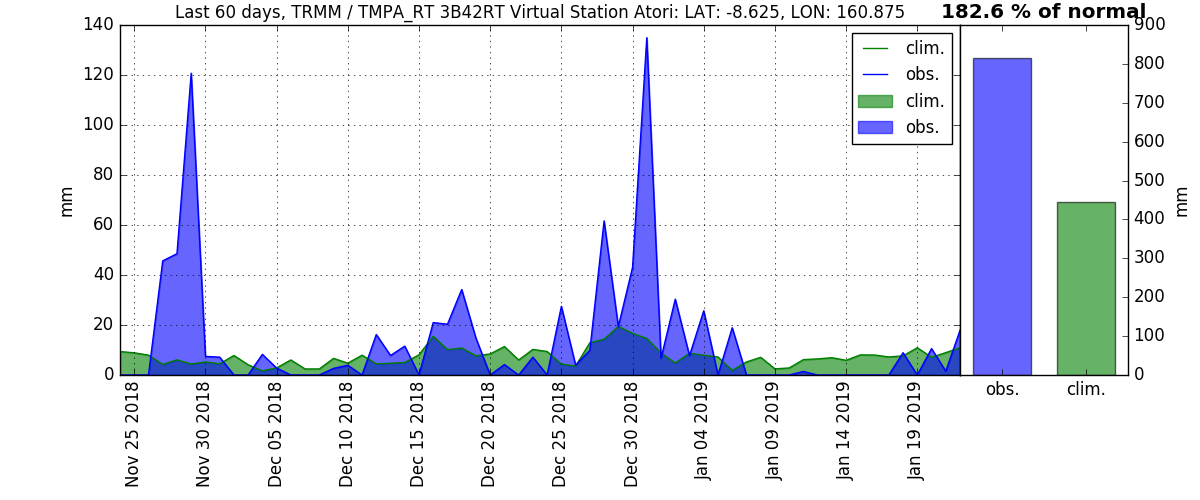 Last 60 days, TRMM / TMPA_RT 3B42RT Virtual Station Atori: LAT: -8.625, LON: 160.875
182.6 % of normal
140
120
100
80
60
40
20
0
mm
clim.
obs.
clim.
obs.
Nov 25 2018
Nov 30 2018
Dec 05 2018
Dec 10 2018
Dec 15 2018
Dec 20 2018
Dec 25 2018
Dec 30 2018
Jan 04 2019
Jan 09 2019
Jan 14 2019
Jan 19 2019
900
800
700
600
500
400
300
200
100
0
mm
obs.
clim.